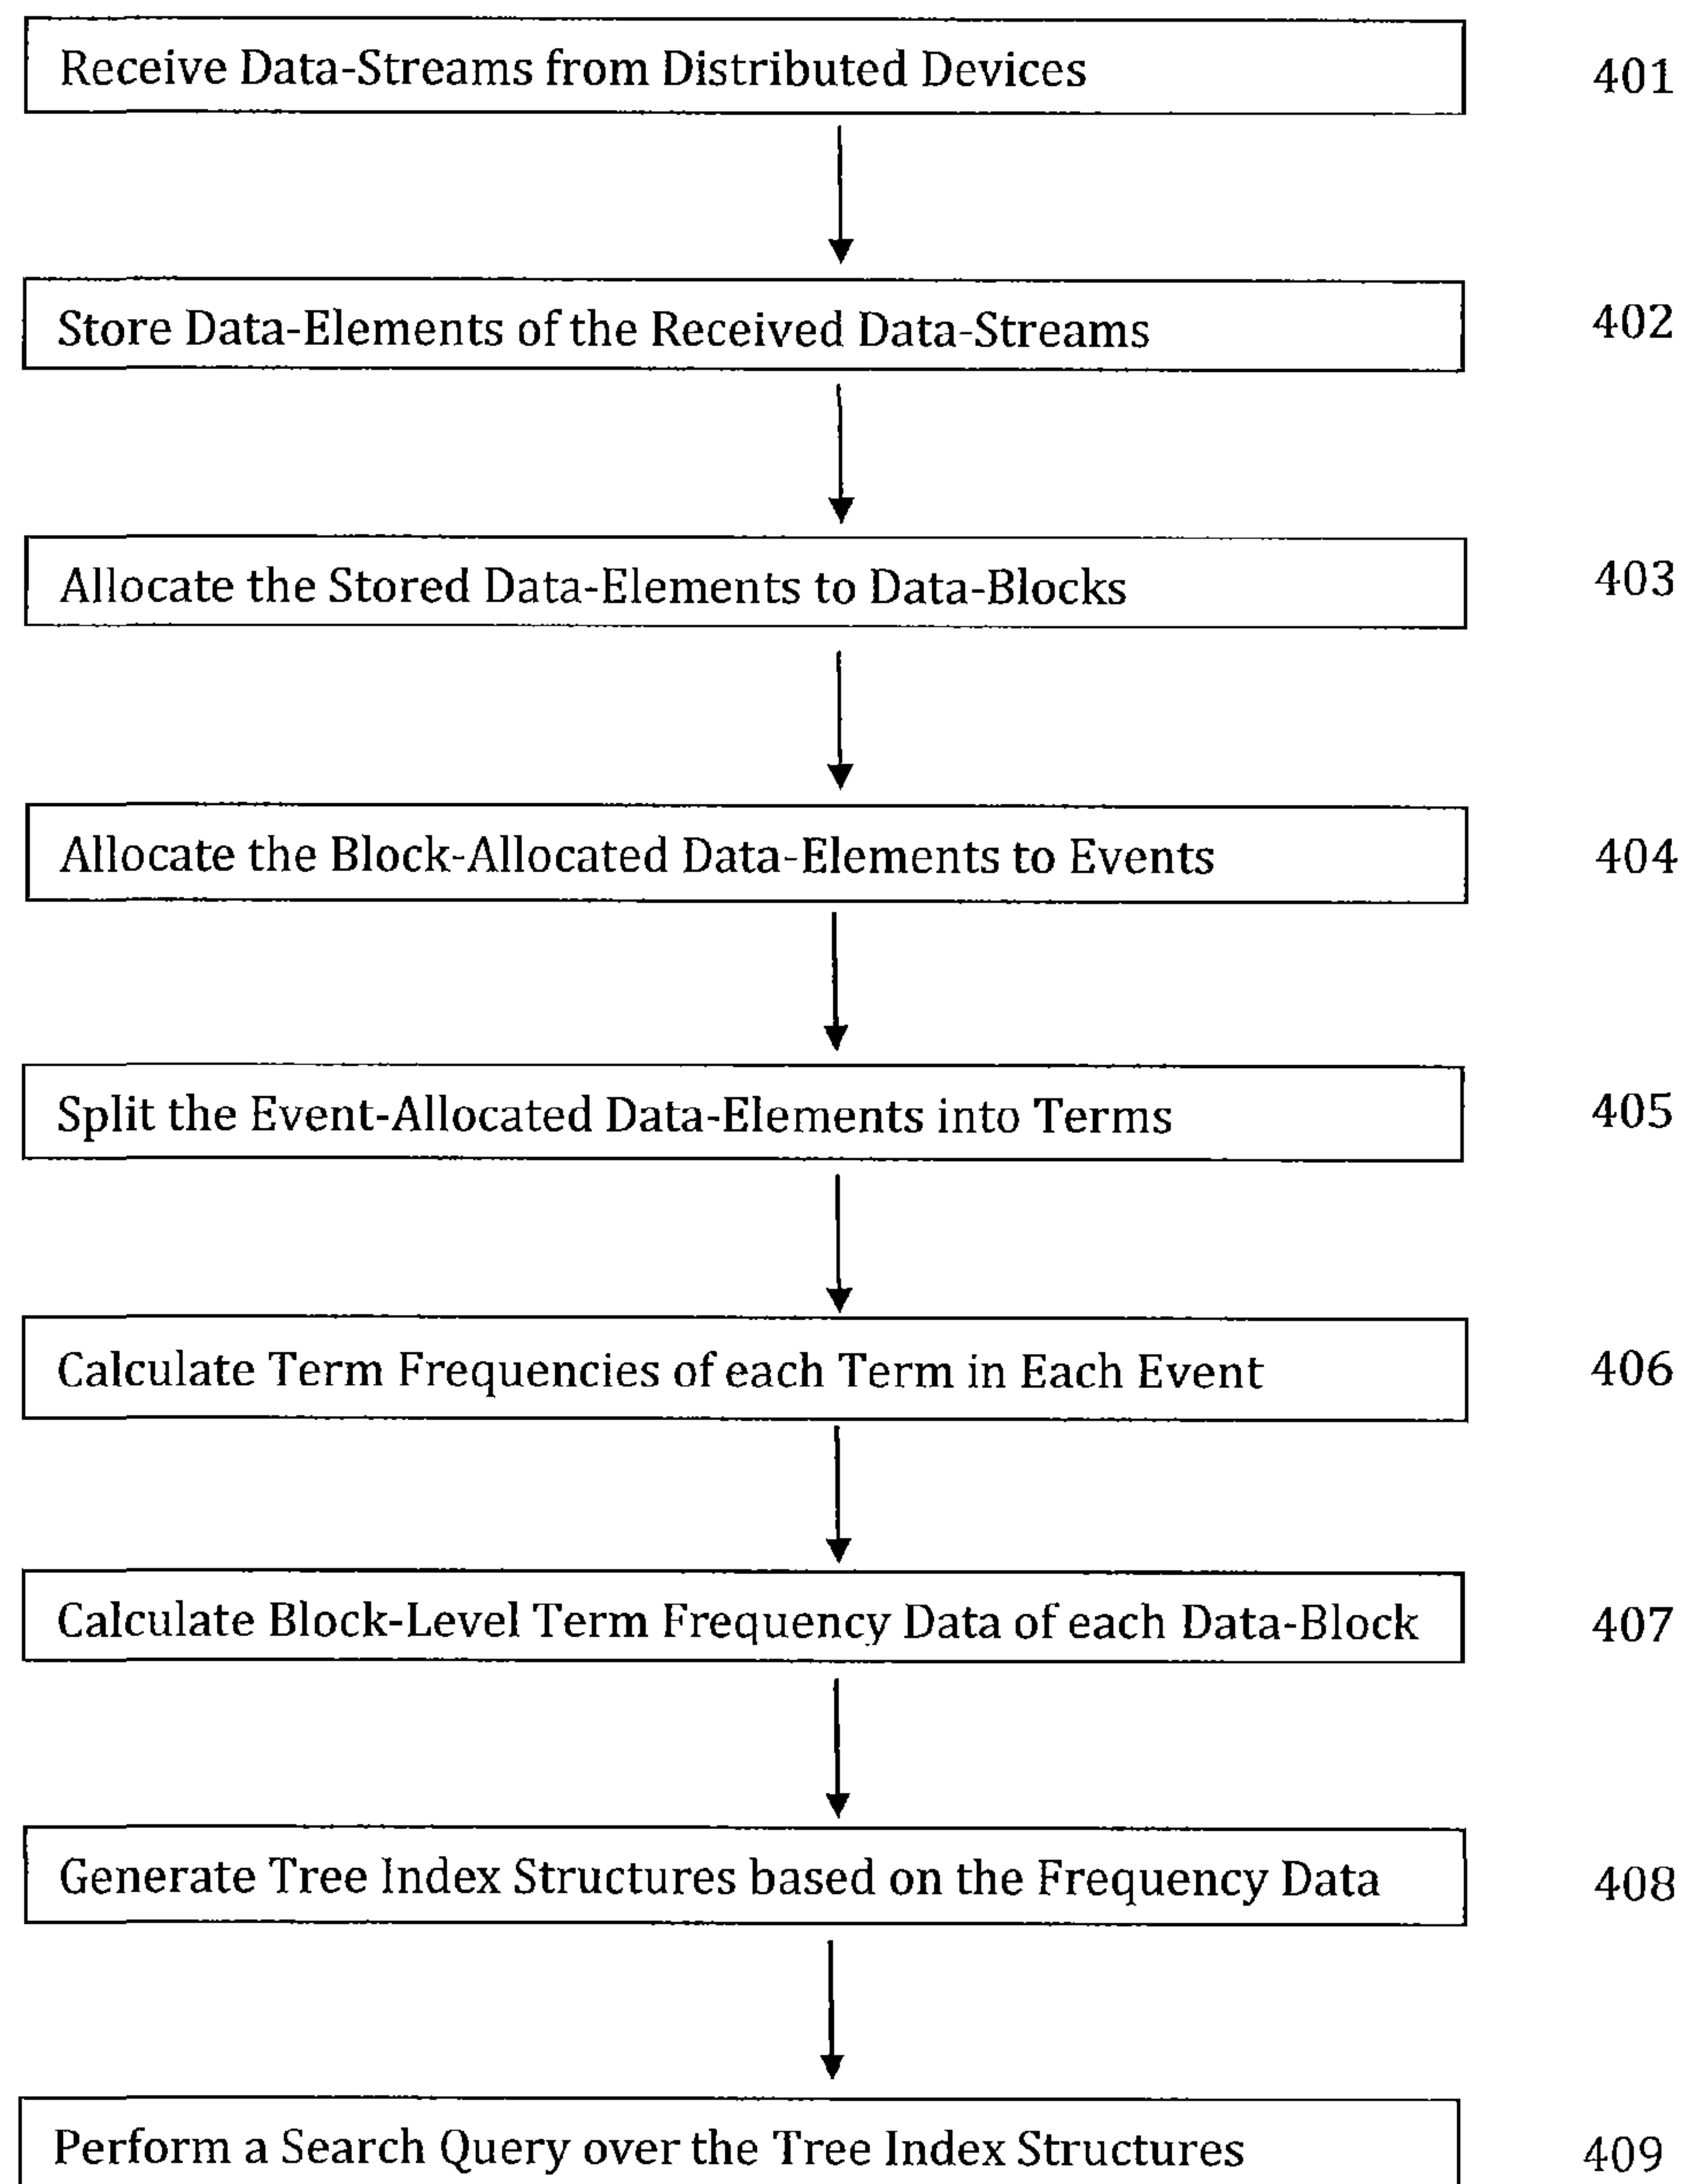 Receive Data-Streams from Distributed Devices 401
Store Data-Elements of the Received Data-Streams 402
Allocate the Stored Data-Elements to Data-Blocks 403
Allocate the Block-Allocated Data-Elements to Events 404
Split the Event-Allocated Data-Elements into Terms 405
Calculate Term Frequencies of each Term in Each Event 406
Calculate Block-Level Term Frequency Data of each Data-Block 407
Generate Tree Index Structures based on the Frequency Data 408
Perform a Search Query over the Tree Index Structures 409